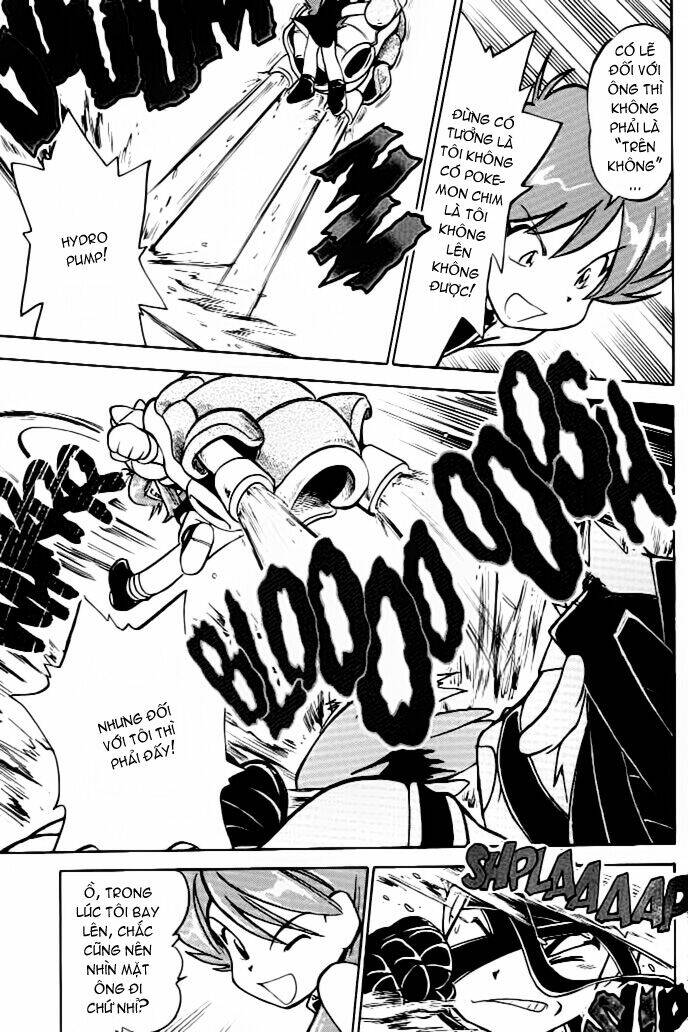 CÓ LẼ
ĐỐI VỚI
ÔNG THÌ
KHÔNG
PHẢI LÀ
"TRÊN
KHÔNG"
...
ĐỪNG CÓ
TƯỞNG LÀ
TÔI KHÔNG
CÓ POKE-
MON CHIM
LÀ TÔI
KHÔNG
LÊN
KHÔNG
ĐƯỢC!
HYDRO
PUMP!
BLOOOOOOOOSH
NHƯNG ĐỐI
VỚI TÔI THÌ
PHẢI ĐẤY!
SHPLAAAAAP
Ồ, TRONG
LÚC TÔI BAY
LÊN, CHẮC
CŨNG NÊN
NHÌN MẶT
ÔNG ĐI
CHỨ NHỈ?